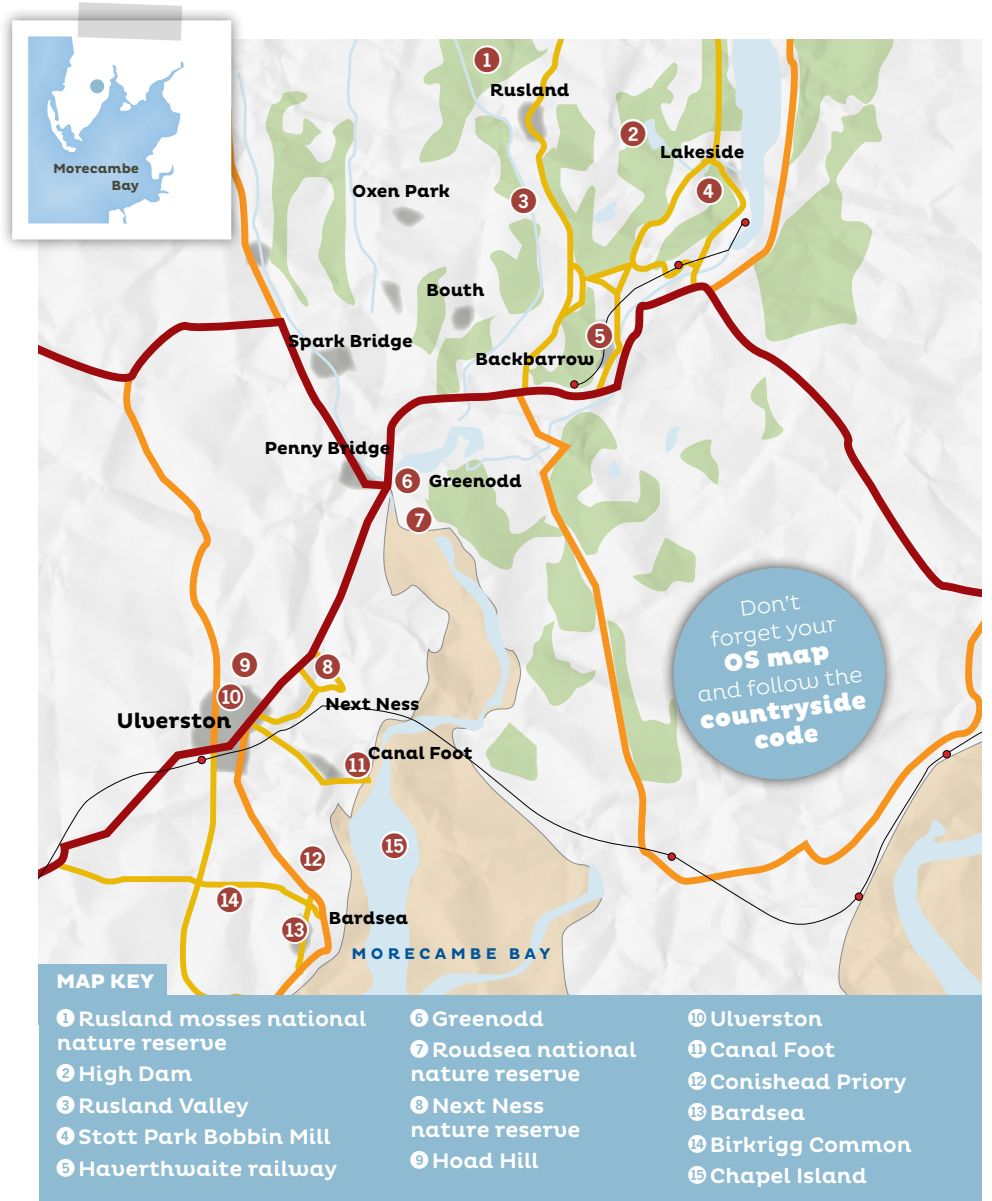 Morecambe
Bay
1
Rusland
2
Lakeside
4
Oxen Park
3
Bouth
Spark Bridge
5
Backbarrow
Penny Bridge
6
Greenodd
7
Don't
forget your
OS map
and follow the
countryside
code
9
8
10
Next Ness
Ulverston
Canal Foot
11
15
12
14
Bardsea
13
MORECAMBE BAY
MAP KEY
1 Rusland mosses national
nature reserve
2 High Dam
3 Rusland Valley
4 Stott Park Bobbin Mill
5 Haverthwaite railway
6 Greenodd
7 Roudsea national
nature reserve
8 Next Ness
nature reserve
9 Hoad Hill
10 Ulverston
11 Canal Foot
12 Conishead Priory
13 Bardsea
14 Birkrigg Common
15 Chapel Island